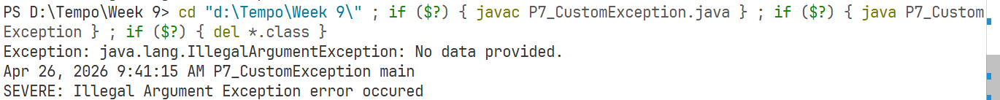 PS D:\Tempo\Week 9> cd "d:\Tempo\Week 9\" ; if ($?) { javac P7_CustomException.java } ; if ($?) { java P7_Custom
Exception } ; if ($?) { del *.class }
Exception: java.lang.IllegalArgumentException: No data provided.
Apr 26, 2026 9:41:15 AM P7_CustomException main
SEVERE: Illegal Argument Exception error occured